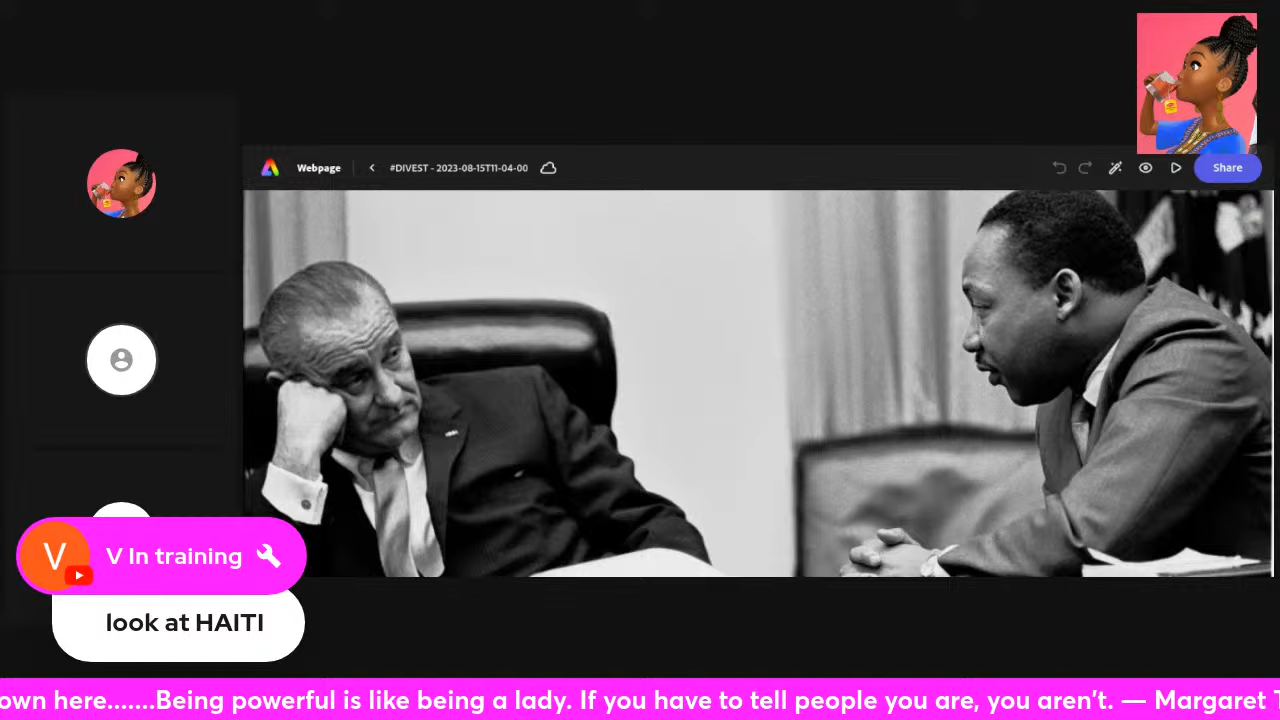 Webpage
#DIVEST - 2023-08-15T11-04-00
Share
V
V In training
look at HAITI
own here.......Being powerful is like being a lady. If you have to tell people you are, you aren't. — Margaret T